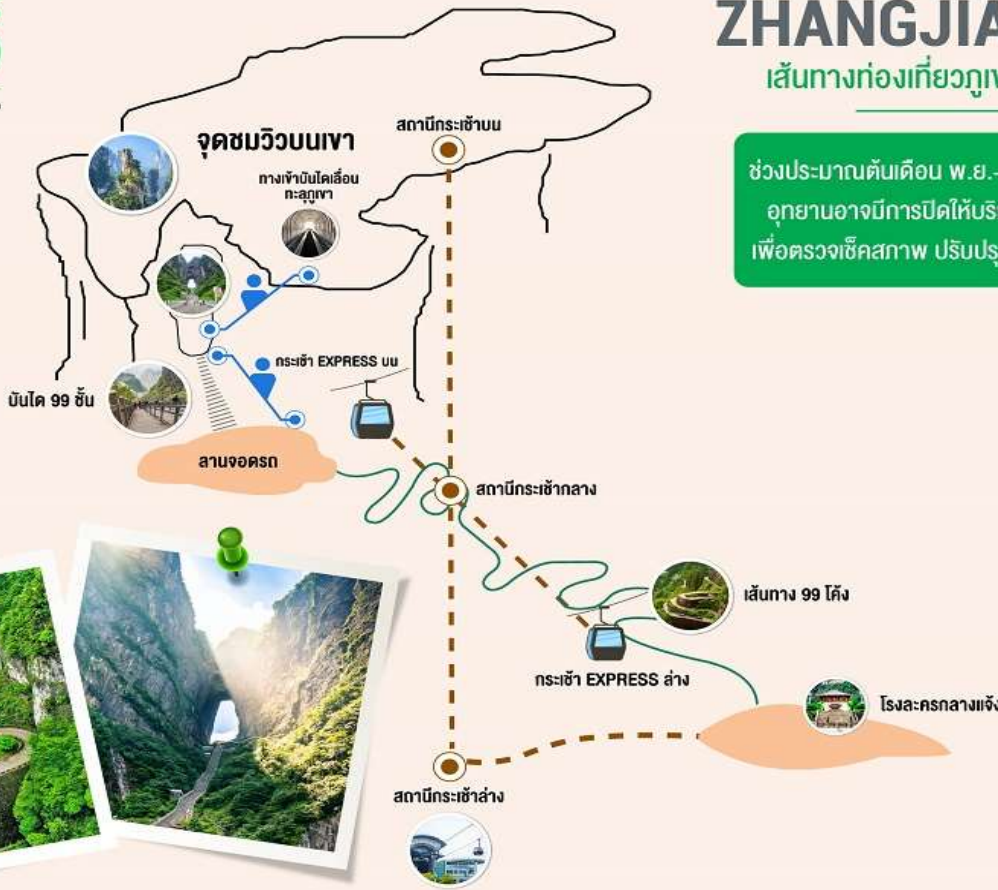 ZHANGJIA
เส้นทางท่องเที่ยวภูเข
ช่วงประมาณต้นเดือน พ.ย.-
อุทยานอาจมีการปิดให้บริ
เพื่อตรวจเช็คสภาพ ปรับปรุ
จุดชมวิวบนเขา
สถานีกระเช้าบน
ทางเข้าบันไดเลื่อน
ทะลุภูเขา
กระเช้า EXPRESS บน
บันได 99 ชั้น
ลานจอดรถ
สถานีกระเช้ากลาง
เส้นทาง 99 โค้ง
กระเช้า EXPRESS ล่าง
โรงละครกลางแจ้ง
สถานีกระเช้าล่าง